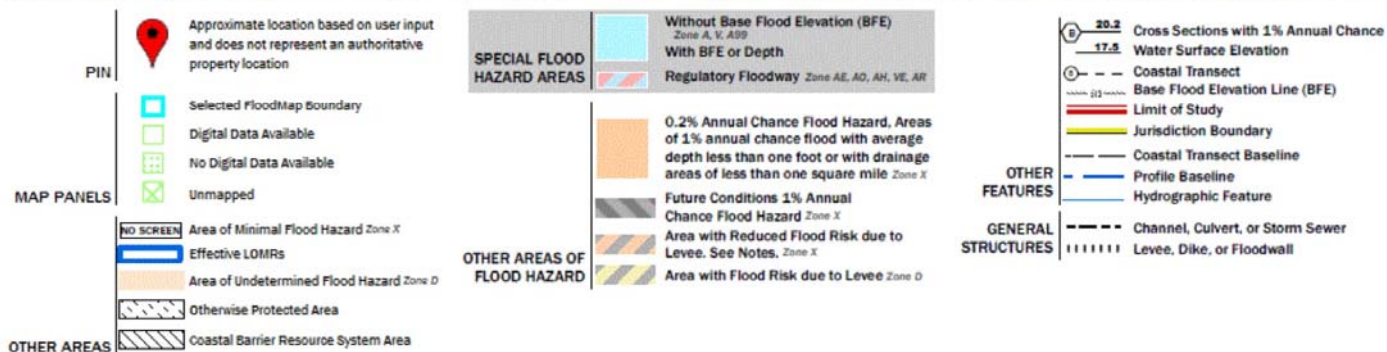 PIN
Approximate location based on user input
and does not represent an authoritative
property location
MAP PANELS
Selected FloodMap Boundary
Digital Data Available
No Digital Data Available
Unmapped
OTHER AREAS
NO SCREEN Area of Minimal Flood Hazard Zone X
Effective LOMRs
Area of Undetermined Flood Hazard Zone D
Otherwise Protected Area
Coastal Barrier Resource System Area
SPECIAL FLOOD
HAZARD AREAS
Without Base Flood Elevation (BFE)
Zone A, V, A99
With BFE or Depth
Regulatory Floodway Zone AE, AO, AH, VE, AR
OTHER AREAS OF
FLOOD HAZARD
0.2% Annual Chance Flood Hazard, Areas
of 1% annual chance flood with average
depth less than one foot or with drainage
areas of less than one square mile Zone X
Future Conditions 1% Annual
Chance Flood Hazard Zone X
Area with Reduced Flood Risk due to
Levee. See Notes. Zone X
Area with Flood Risk due to Levee Zone D
OTHER
FEATURES
B 20.2 Cross Sections with 1% Annual Chance
17.5 Water Surface Elevation
Coastal Transect
Base Flood Elevation Line (BFE)
Limit of Study
Jurisdiction Boundary
Coastal Transect Baseline
Profile Baseline
Hydrographic Feature
GENERAL
STRUCTURES
Channel, Culvert, or Storm Sewer
Levee, Dike, or Floodwall